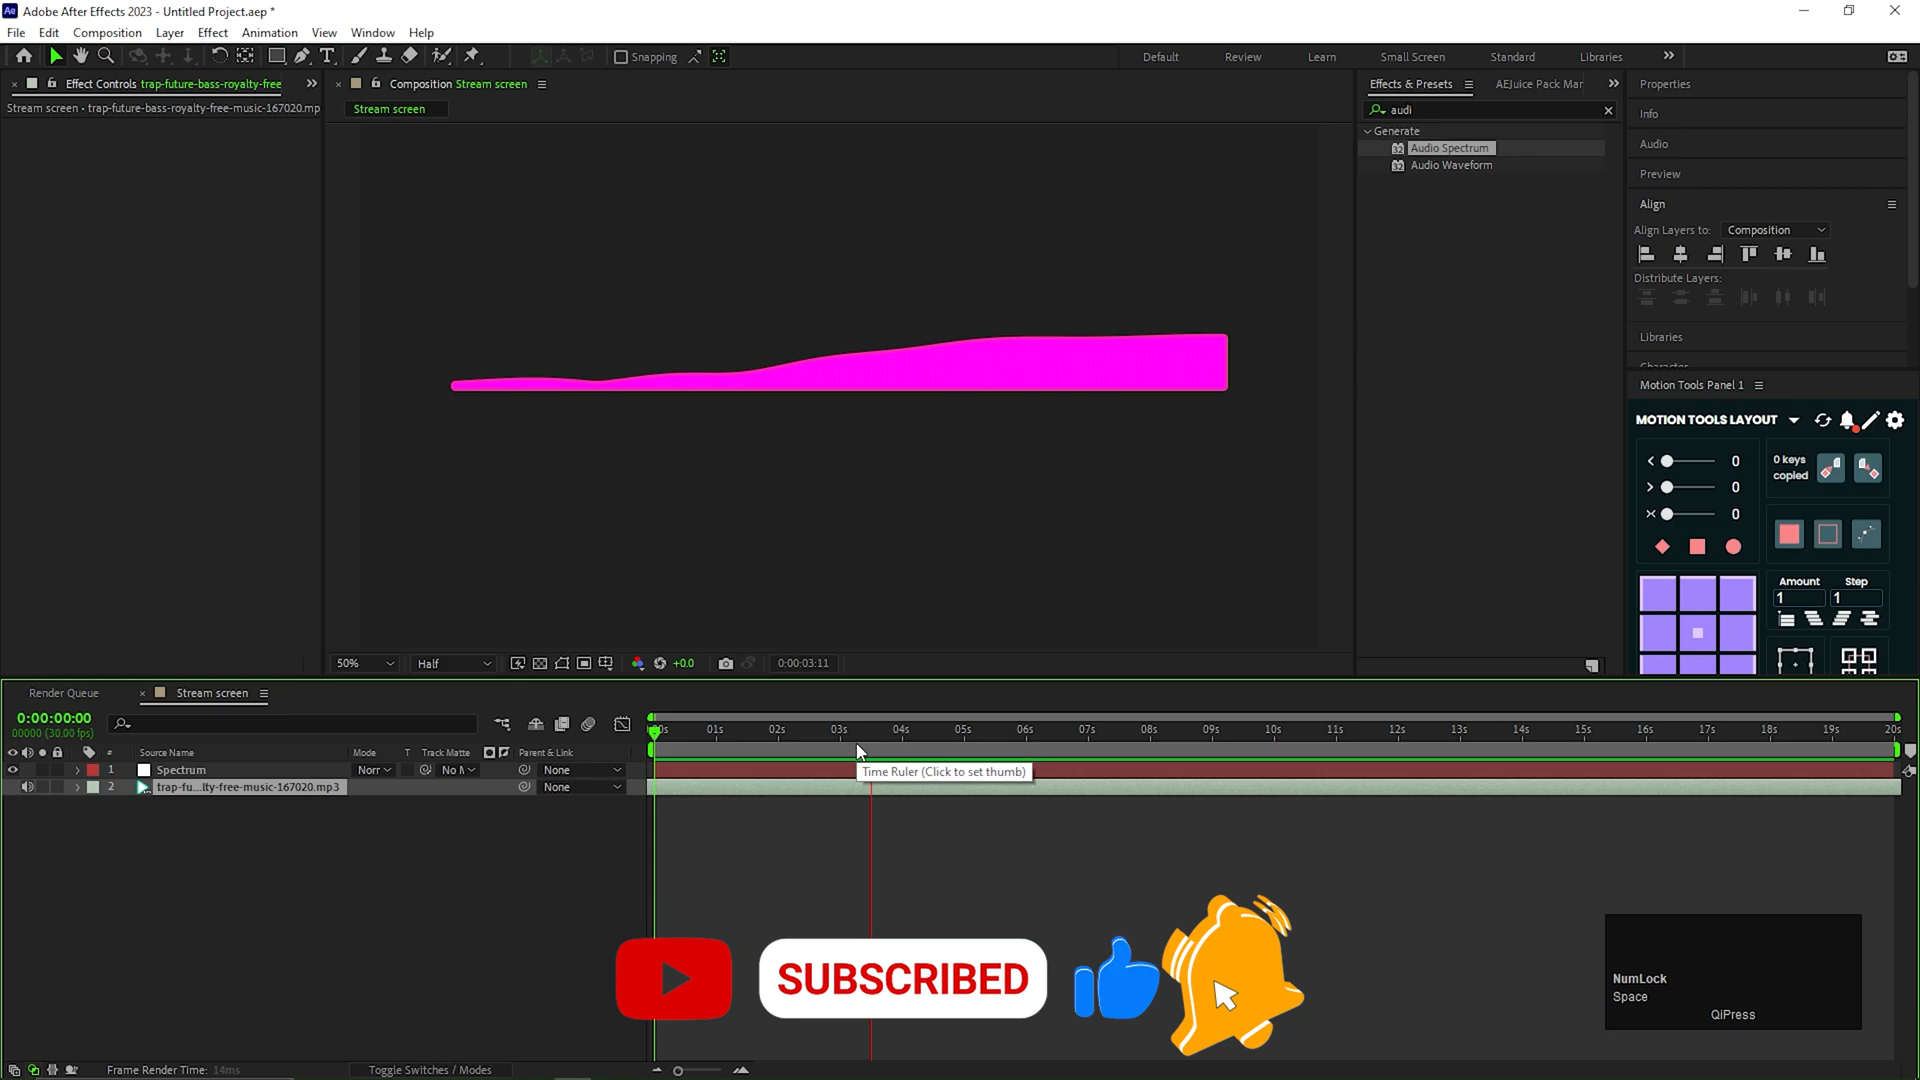 Ae Adobe After Effects 2023 - Untitled Project.aep *
File Edit Composition Layer Effect Animation View Window Help
T Snapping Default Review Learn Small Screen Standard Libraries
Effect Controls trap-future-bass-royalty-free
Stream screen • trap-future-bass-royalty-free-music-167020.mp
Composition Stream screen
Stream screen
Effects & Presets AEJuice Pack Mar
audi
Generate
32 Audio Spectrum
32 Audio Waveform
Properties
Info
Audio
Preview
Align
Align Layers to: Composition
Distribute Layers:
Libraries
Motion Tools Panel 1
MOTION TOOLS LAYOUT
0
0
0
0 keys
copied
Amount Step
1 1
50% Half +0.0 0:00:03:11
Render Queue Stream screen
0:00:00:00
00000 (30.00 fps)
# Source Name Mode T Track Matte Parent & Link
1 Spectrum Norr No M None
2 trap-fu...lty-free-music-167020.mp3 None
01s 02s 03s 04s 05s 06s 07s 08s 09s 10s 11s 12s 13s 14s 15s 16s 17s 18s 19s 20s
Time Ruler (Click to set thumb)
SUBSCRIBED
NumLock
Space
QiPress
Frame Render Time: 14ms Toggle Switches / Modes